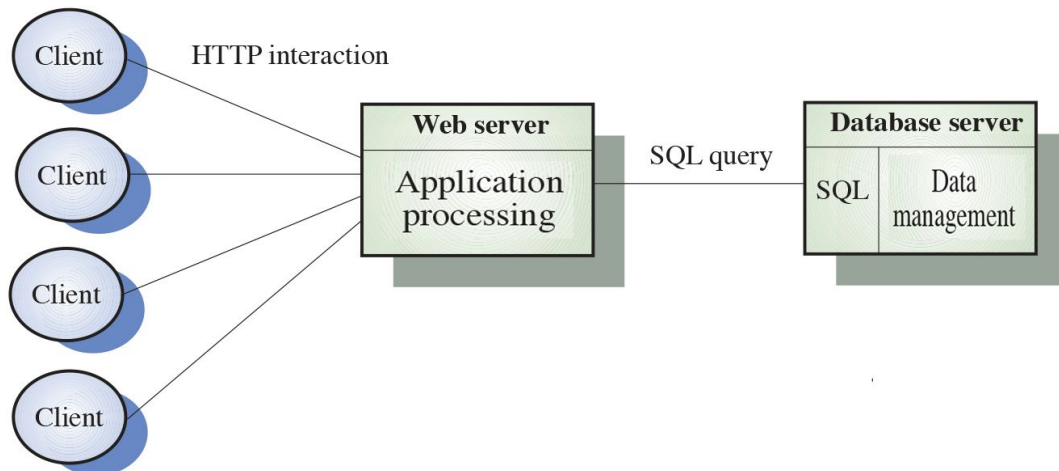 Client
HTTP interaction
Client
Client
Client
Web server
Application
processing
SQL query
Database server
SQL
Data
management